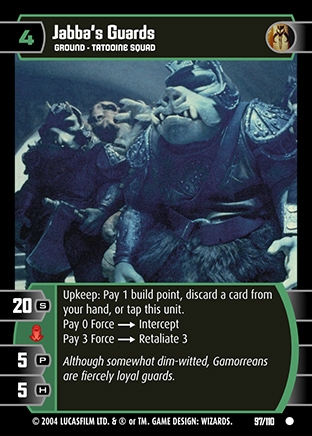 4 Jabba's Guards
GROUND - TATOOINE SQUAD
20 S
Upkeep: Pay 1 build point, discard a card from
your hand, or tap this unit.
Pay 0 Force → Intercept
Pay 3 Force → Retaliate 3
5 P
Although somewhat dim-witted, Gamorreans
5 H
are fiercely loyal guards.
© 2004 LUCASFILM LTD. & ® or TM. GAME DESIGN: WIZARDS. 97/110